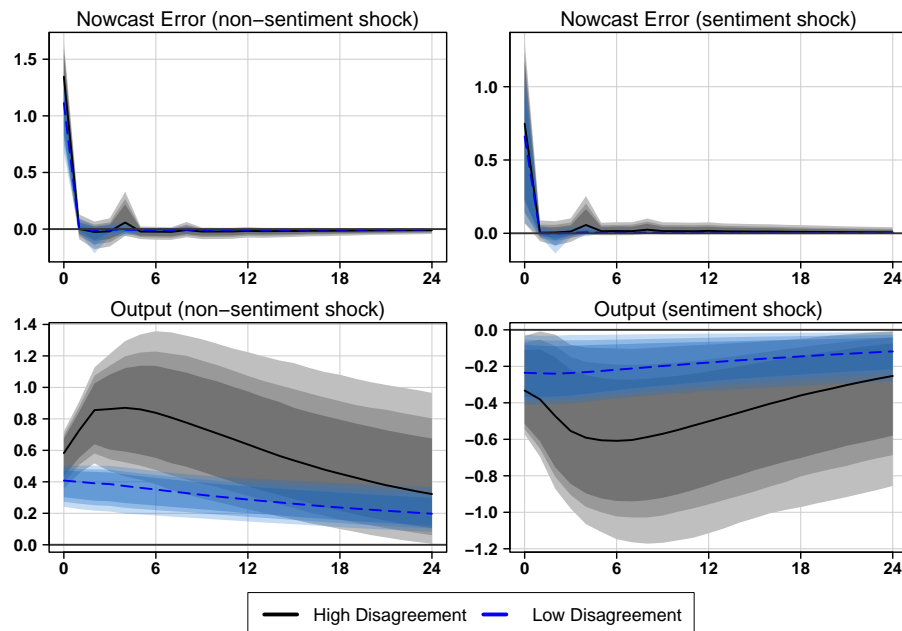 Nowcast Error (non−sentiment shock)
Nowcast Error (sentiment shock)
1.5
1.0
0.5
0.0
0 6 12 18 24
1.0
0.5
0.0
0 6 12 18 24
Output (non−sentiment shock)
Output (sentiment shock)
1.4
1.2
1.0
0.8
0.6
0.4
0.2
0.0
0 6 12 18 24
0.0
−0.2
−0.4
−0.6
−0.8
−1.0
−1.2
0 6 12 18 24
High Disagreement Low Disagreement